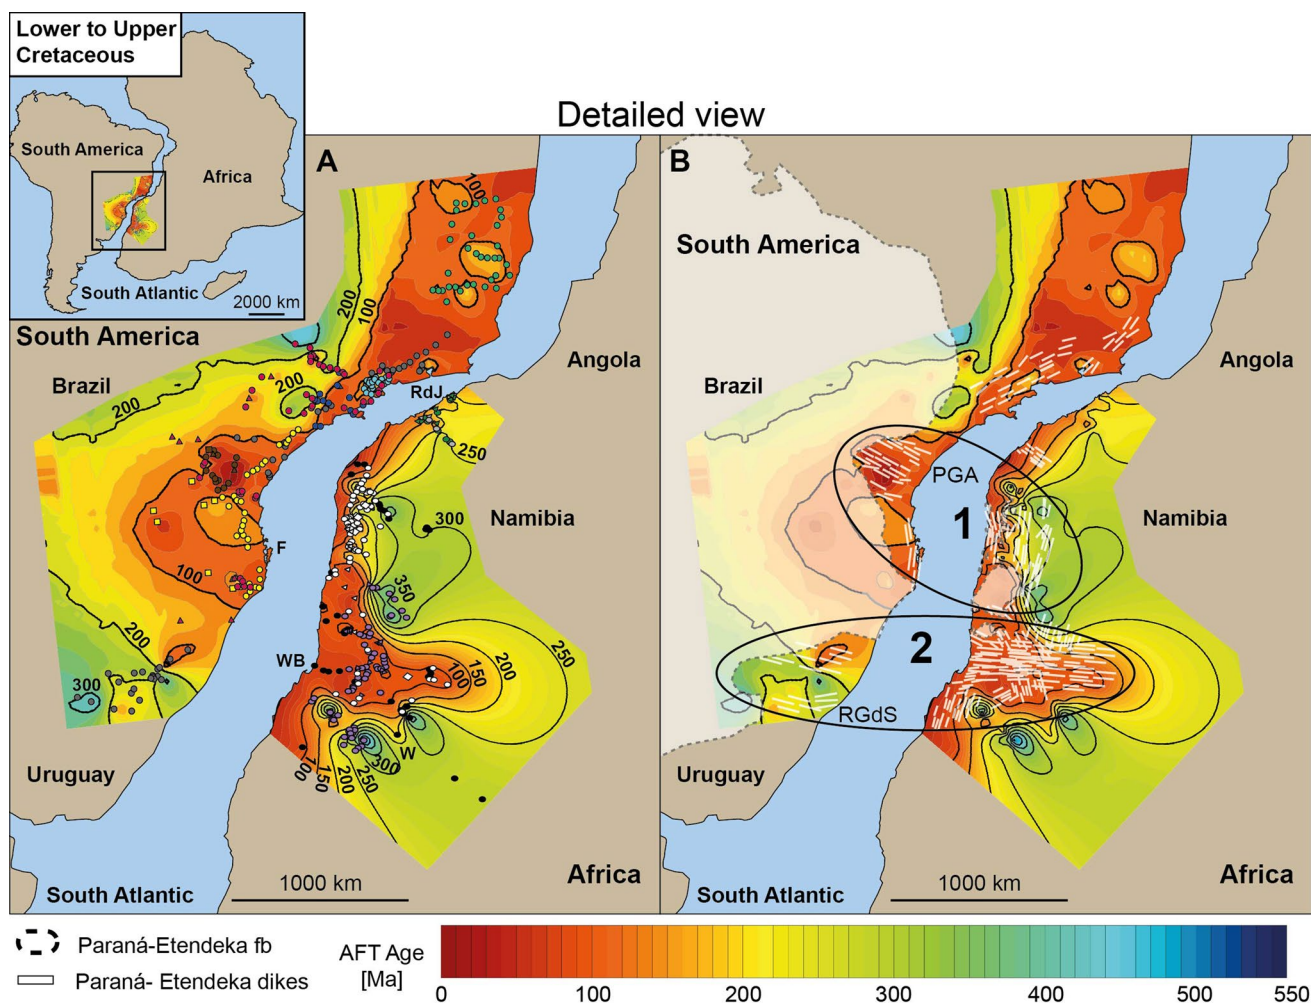 Lower to Upper
Cretaceous
South America
Africa
South Atlantic
2000 km
Detailed view
A
100
200
100
South America
Brazil
200
200
RdJ
Angola
250
Namibia
300
F
100
350
200
300
WB
100
150
200
250
W
300
100
150
200
250
Uruguay
1000 km
South Atlantic
Africa
B
South America
Brazil
Angola
PGA
1
Namibia
2
RGdS
Uruguay
1000 km
South Atlantic
Africa
Paraná-Etendeka fb
Paraná- Etendeka dikes
AFT Age
[Ma]
0 100 200 300 400 500 550